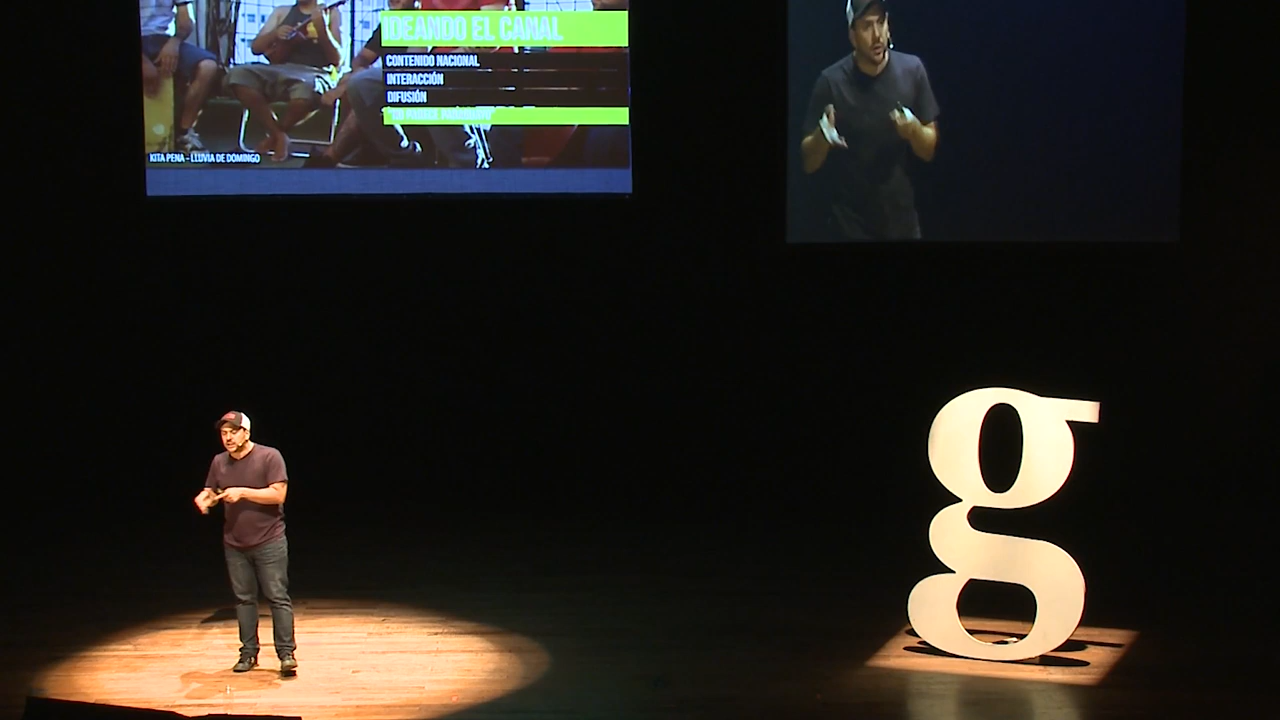 IDEANDO EL CANAL
CONTENIDO NACIONAL
INTERACCIÓN
DIFUSIÓN
KITA PENA - LLUVIA DE DOMINGO
g